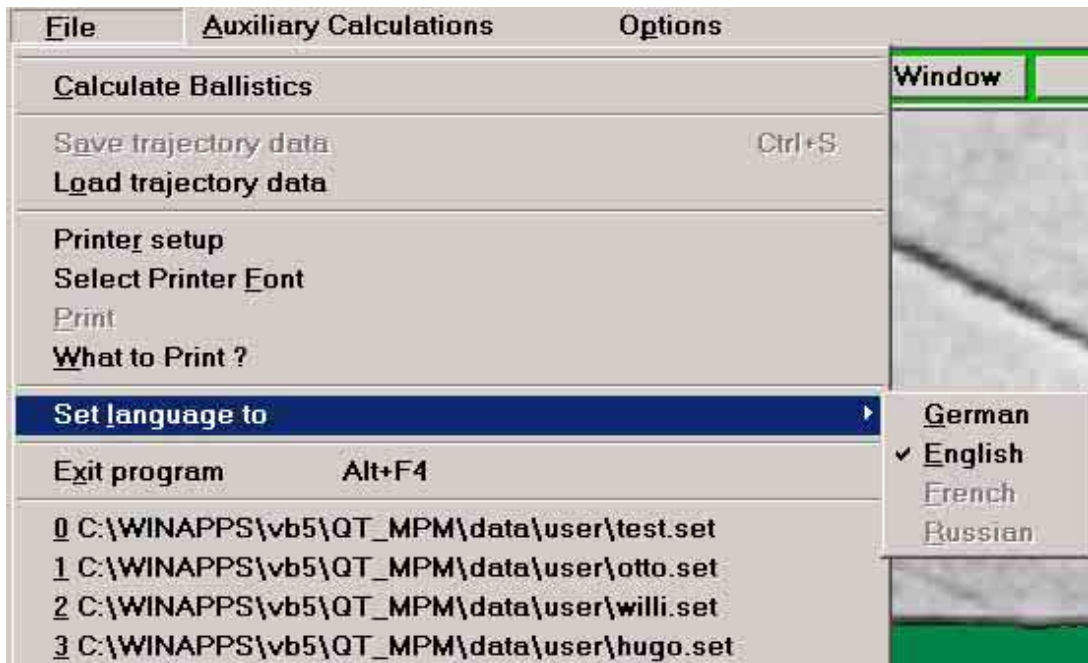 File Auxiliary Calculations Options
Window
Calculate Ballistics
Save trajectory data Ctrl+S
Load trajectory data
Printer setup
Select Printer Font
Print
What to Print ?
Set language to
German
English
French
Russian
Exit program Alt+F4
0 C:\WINAPPS\vb5\QT_MPM\data\user\test.set
1 C:\WINAPPS\vb5\QT_MPM\data\user\otto.set
2 C:\WINAPPS\vb5\QT_MPM\data\user\willi.set
3 C:\WINAPPS\vb5\QT_MPM\data\user\hugo.set